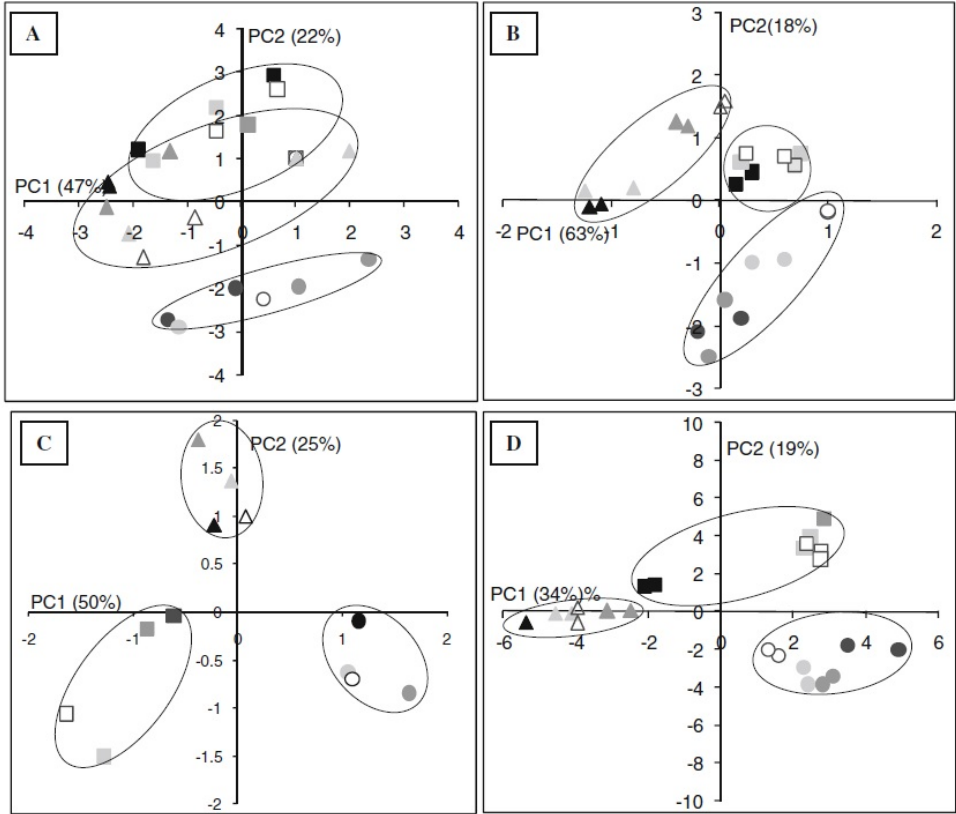 A
PC2 (22%)
4
3
2
1
0
-1
-2
-3
-4
PC1 (47%)
-4 -3 -2 -1 0 1 2 3 4
B
PC2(18%)
3
2
1
0
-1
-2
-3
PC1 (63%)
-2 -1 0 1 2
C
PC2 (25%)
2
1.5
1
0.5
0
-0.5
-1
-1.5
-2
PC1 (50%)
-2 -1 0 1 2
D
PC2 (19%)
10
8
6
4
2
0
-2
-4
-6
-8
-10
PC1 (34%)%
-6 -4 -2 0 2 4 6